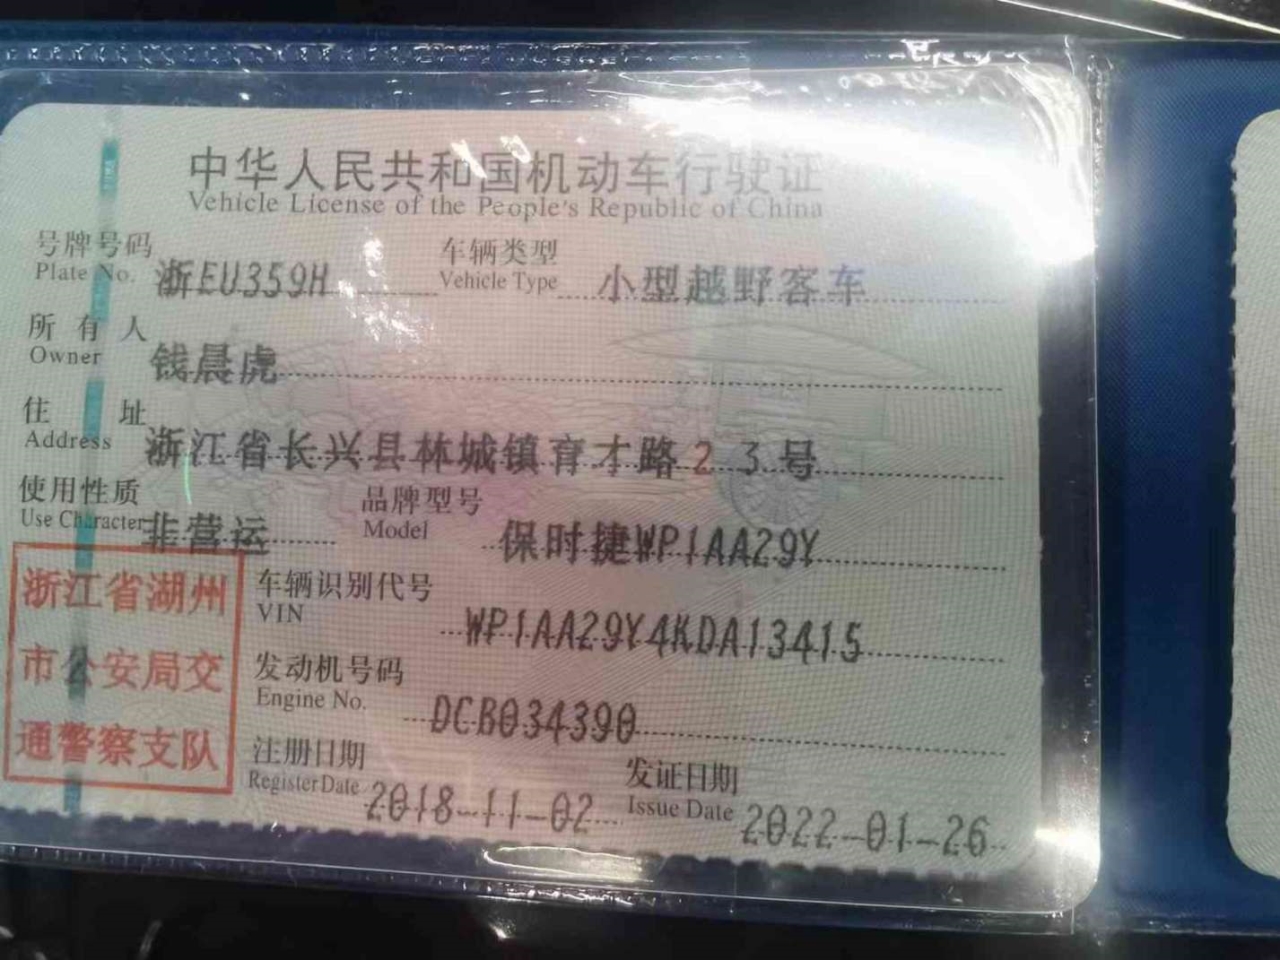 中华人民共和国机动车行驶证
Vehicle License of the People's Republic of China
号牌号码 浙EU359H 车辆类型 小型越野客车
Plate No. Vehicle Type
所有人 钱晨虎
Owner
住址 浙江省长兴县林城镇育才路23号
Address
使用性质 非营运 品牌型号 保时捷WP1AA29Y
Use Character Model
浙江省湖州
市公安局交
通警察支队
车辆识别代号 WP1AA29Y4KDA13415
VIN
发动机号码 DCB034390
Engine No.
注册日期 2018-11-02 发证日期 2022-01-26
Register Date Issue Date